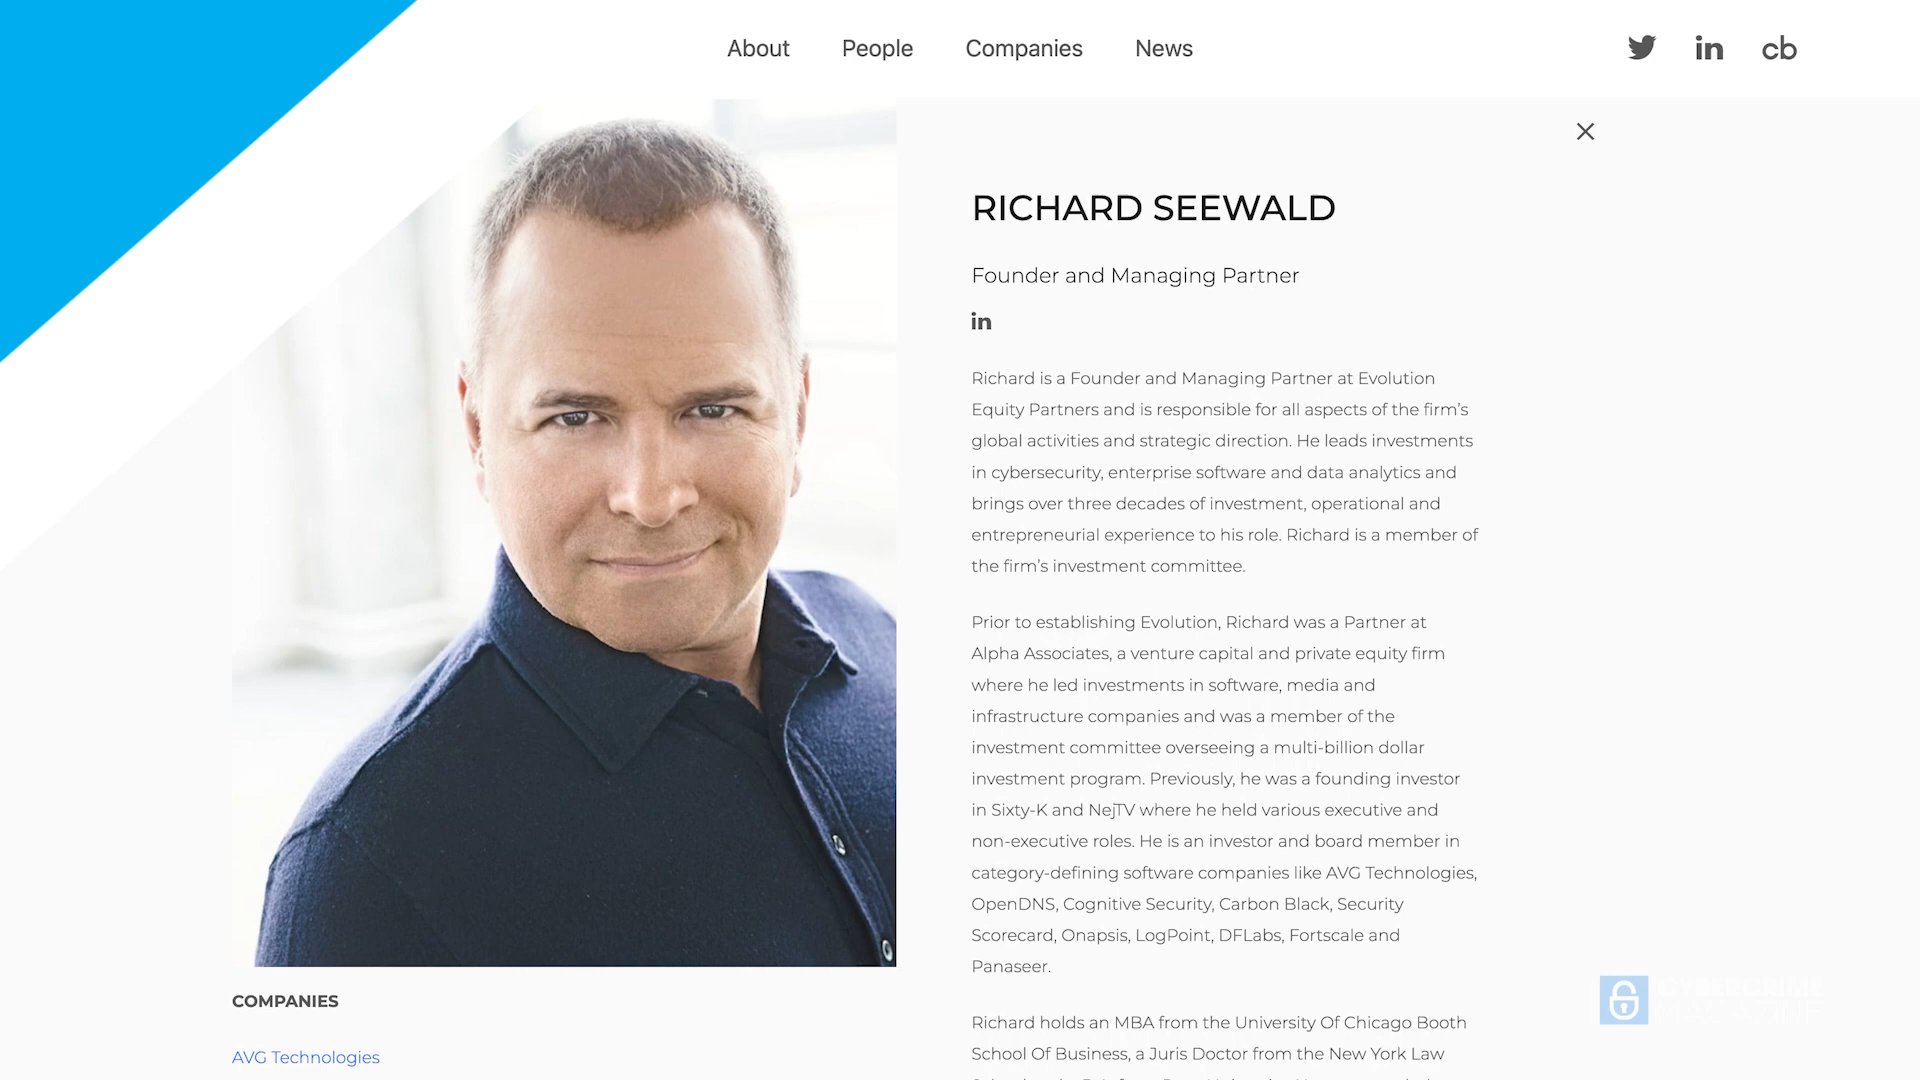 About People Companies News
in cb
RICHARD SEEWALD
Founder and Managing Partner
in
Richard is a Founder and Managing Partner at Evolution
Equity Partners and is responsible for all aspects of the firm's
global activities and strategic direction. He leads investments
in cybersecurity, enterprise software and data analytics and
brings over three decades of investment, operational and
entrepreneurial experience to his role. Richard is a member of
the firm's investment committee.
Prior to establishing Evolution, Richard was a Partner at
Alpha Associates, a venture capital and private equity firm
where he led investments in software, media and
infrastructure companies and was a member of the
investment committee overseeing a multi-billion dollar
investment program. Previously, he was a founding investor
in Sixty-K and NejTV where he held various executive and
non-executive roles. He is an investor and board member in
category-defining software companies like AVG Technologies,
OpenDNS, Cognitive Security, Carbon Black, Security
Scorecard, Onapsis, LogPoint, DFLabs, Fortscale and
Panaseer.
Richard holds an MBA from the University Of Chicago Booth
School Of Business, a Juris Doctor from the New York Law
COMPANIES
AVG Technologies
CYBERCRIME
MAGAZINE